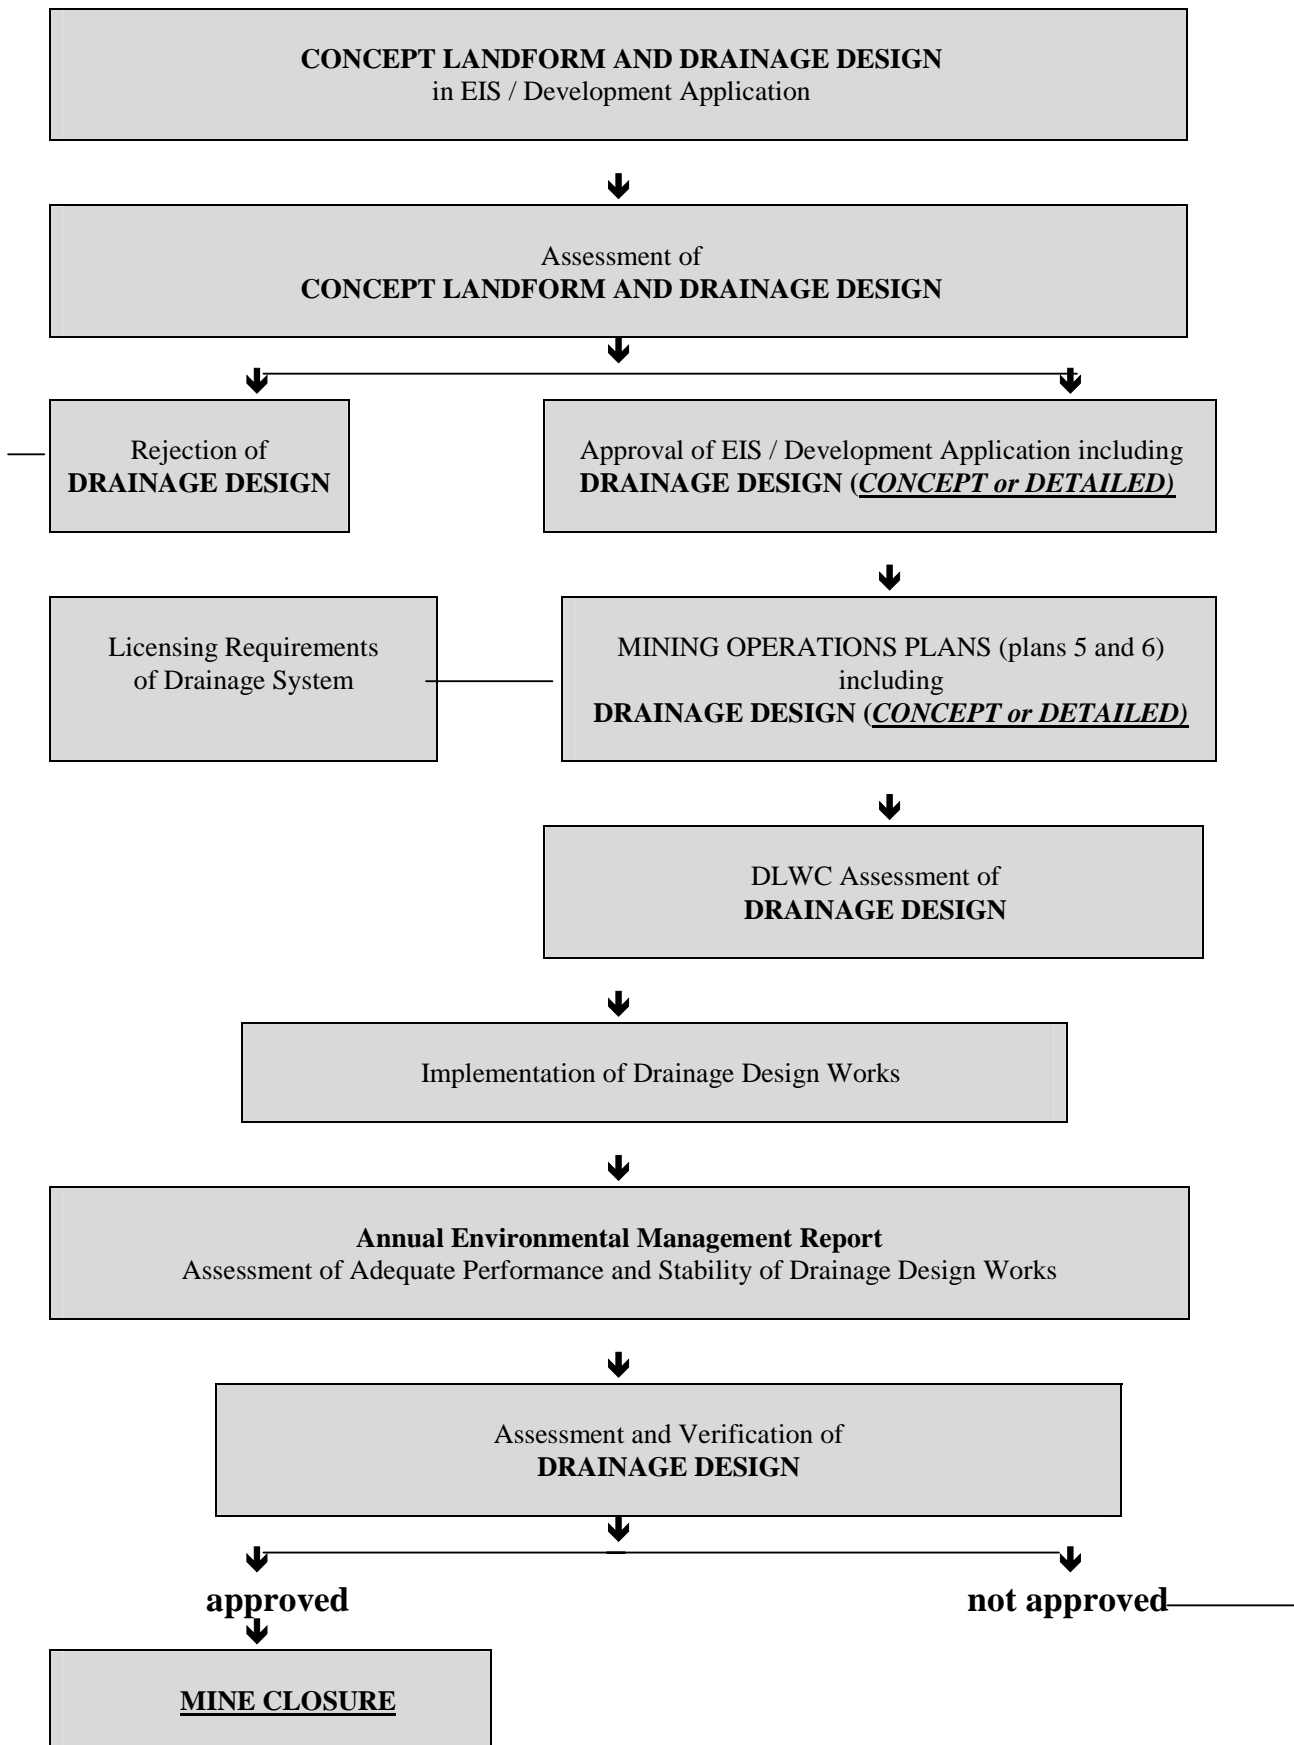 CONCEPT LANDFORM AND DRAINAGE DESIGN
in EIS / Development Application
Assessment of
CONCEPT LANDFORM AND DRAINAGE DESIGN
Rejection of
DRAINAGE DESIGN
Approval of EIS / Development Application including
DRAINAGE DESIGN (CONCEPT or DETAILED)
Licensing Requirements
of Drainage System
MINING OPERATIONS PLANS (plans 5 and 6)
including
DRAINAGE DESIGN (CONCEPT or DETAILED)
DLWC Assessment of
DRAINAGE DESIGN
Implementation of Drainage Design Works
Annual Environmental Management Report
Assessment of Adequate Performance and Stability of Drainage Design Works
Assessment and Verification of
DRAINAGE DESIGN
approved
not approved
MINE CLOSURE